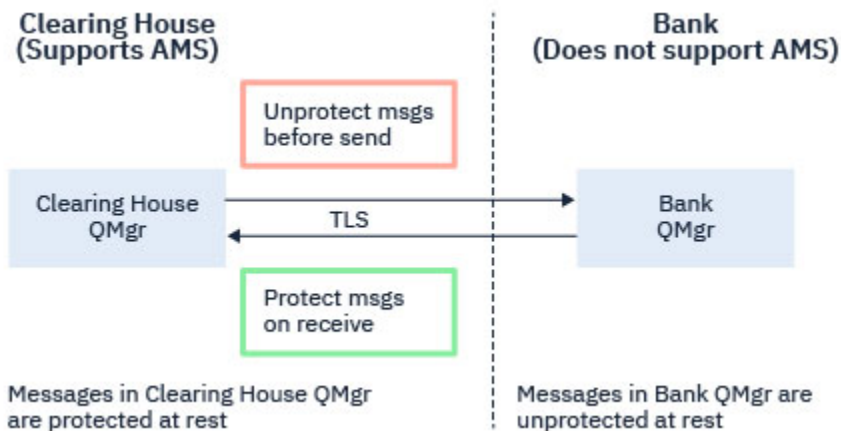 Clearing House
(Supports AMS)
Bank
(Does not support AMS)
Unprotect msgs
before send
Clearing House
QMgr
TLS
Bank
QMgr
Protect msgs
on receive
Messages in Clearing House QMgr
are protected at rest
Messages in Bank QMgr are
unprotected at rest